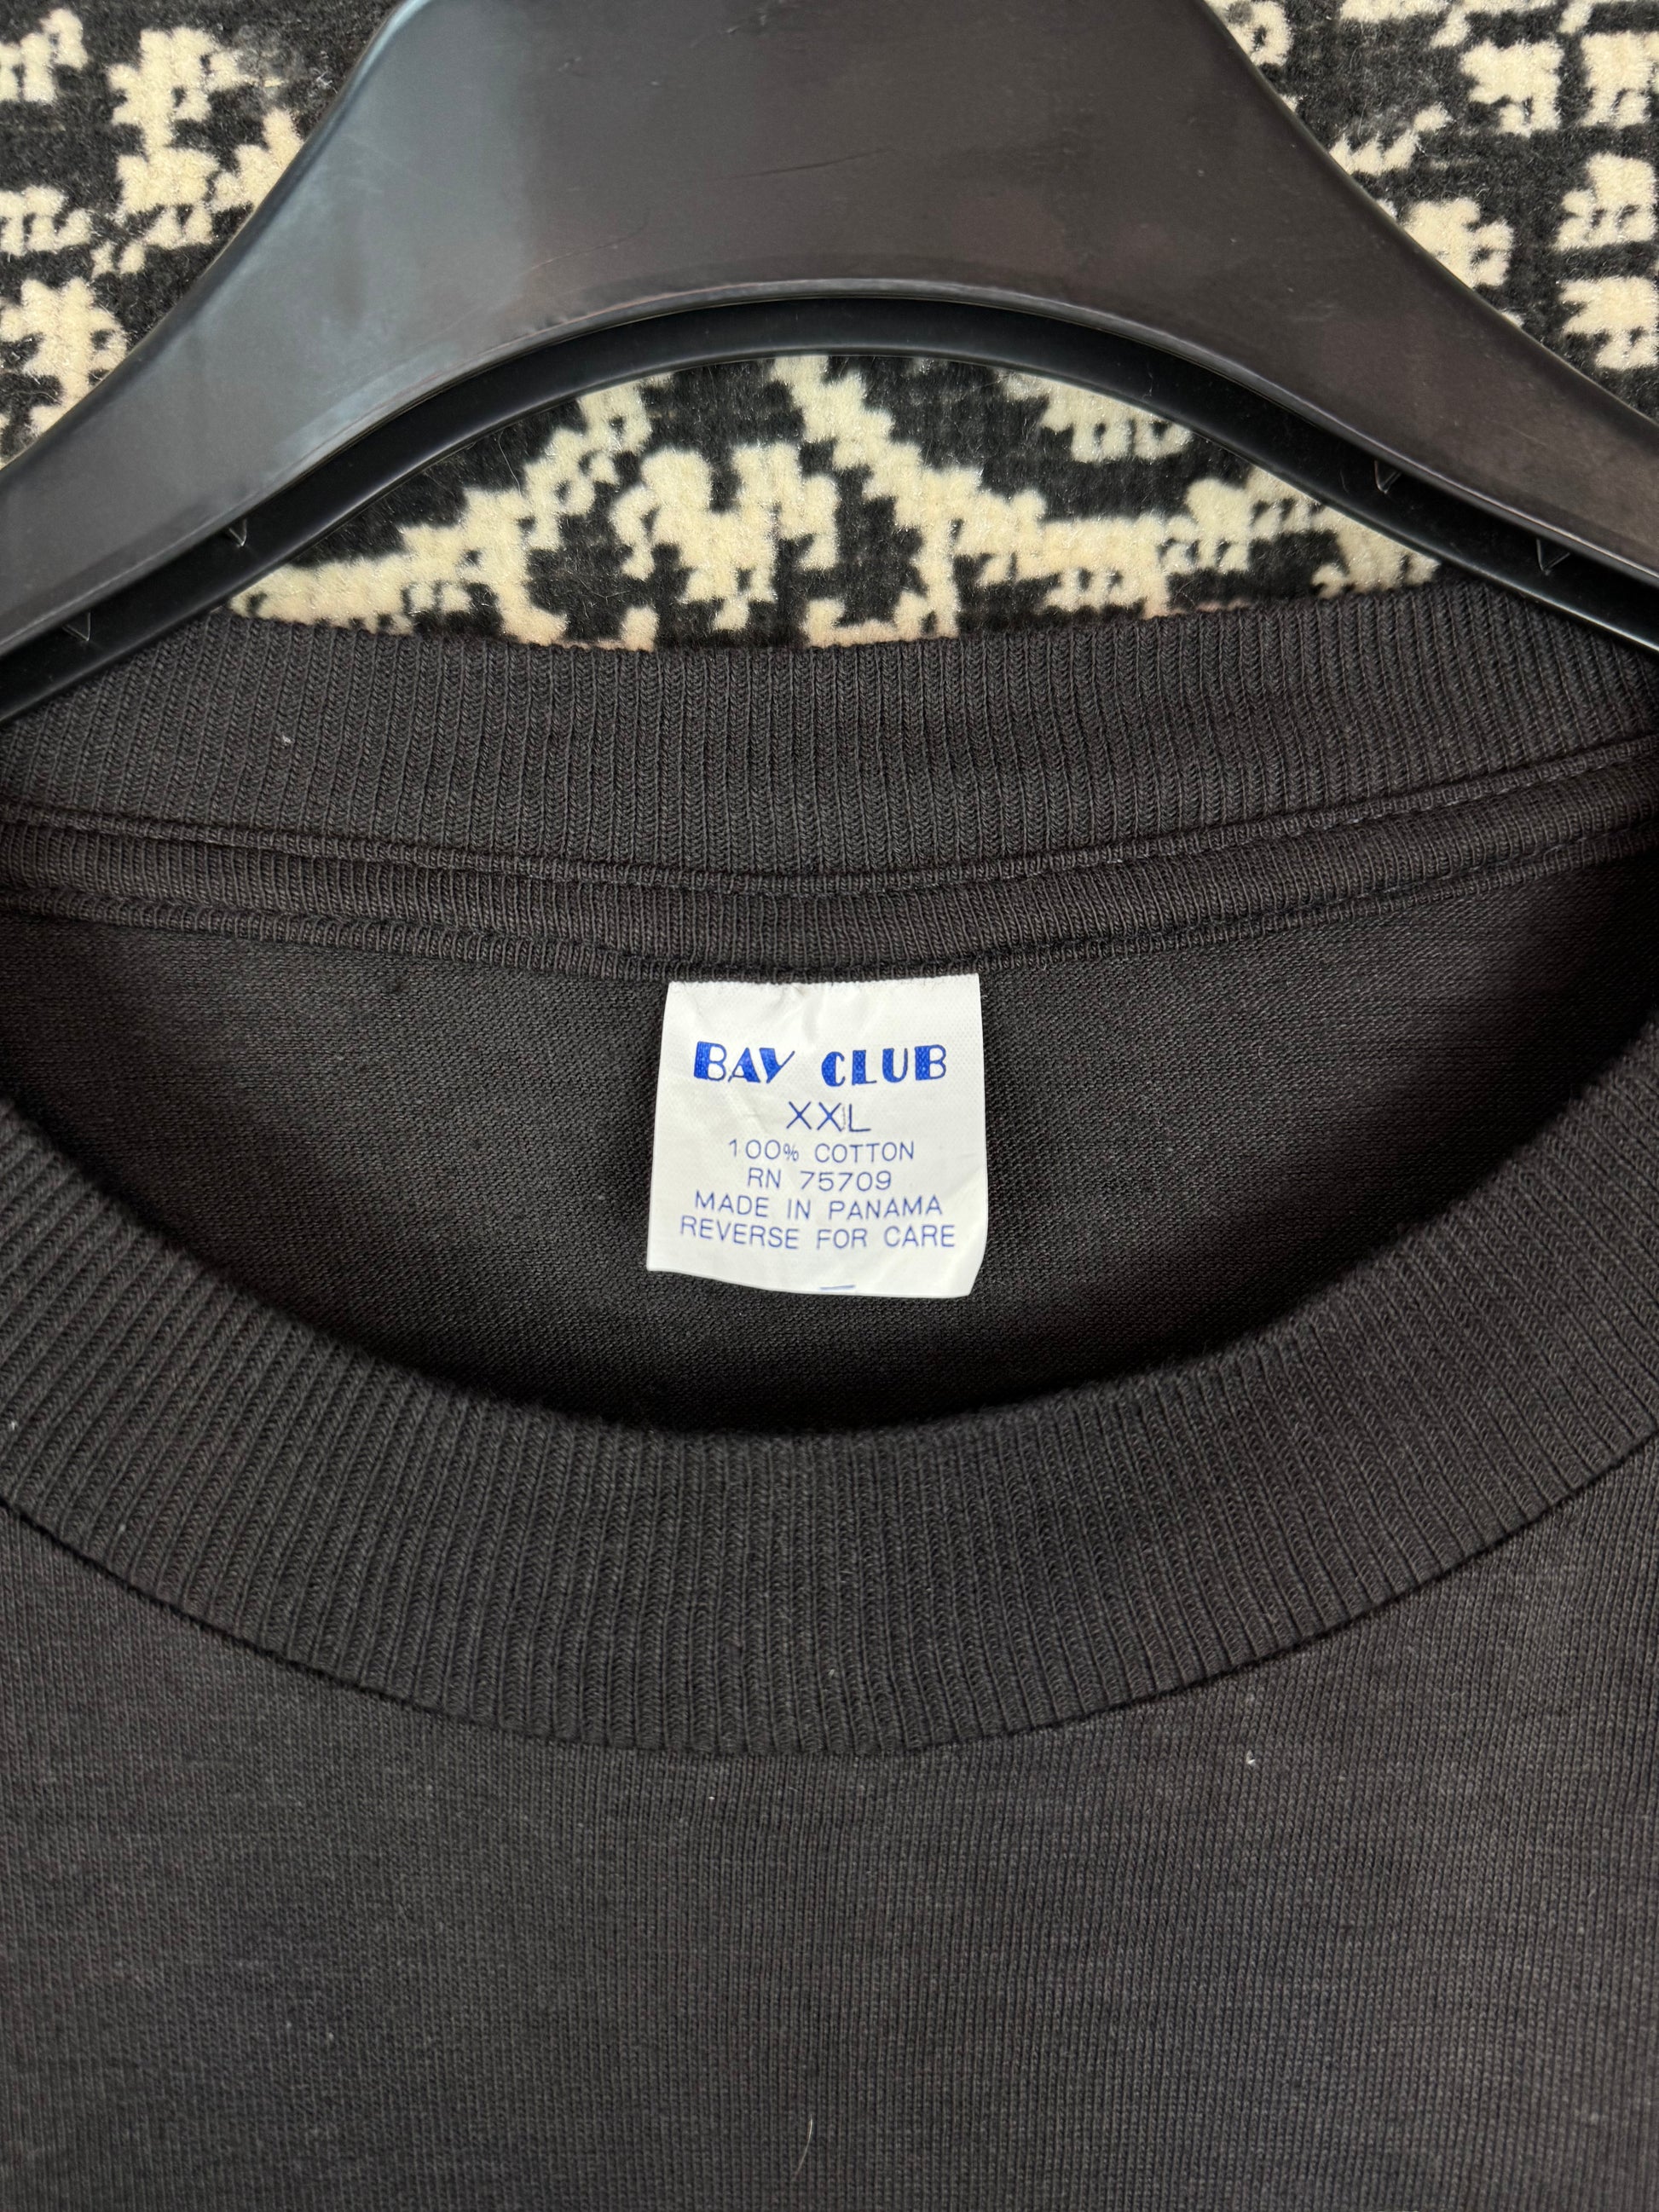 BAY CLUB
XXL
100% COTTON
RN 75709
MADE IN PANAMA
REVERSE FOR CARE